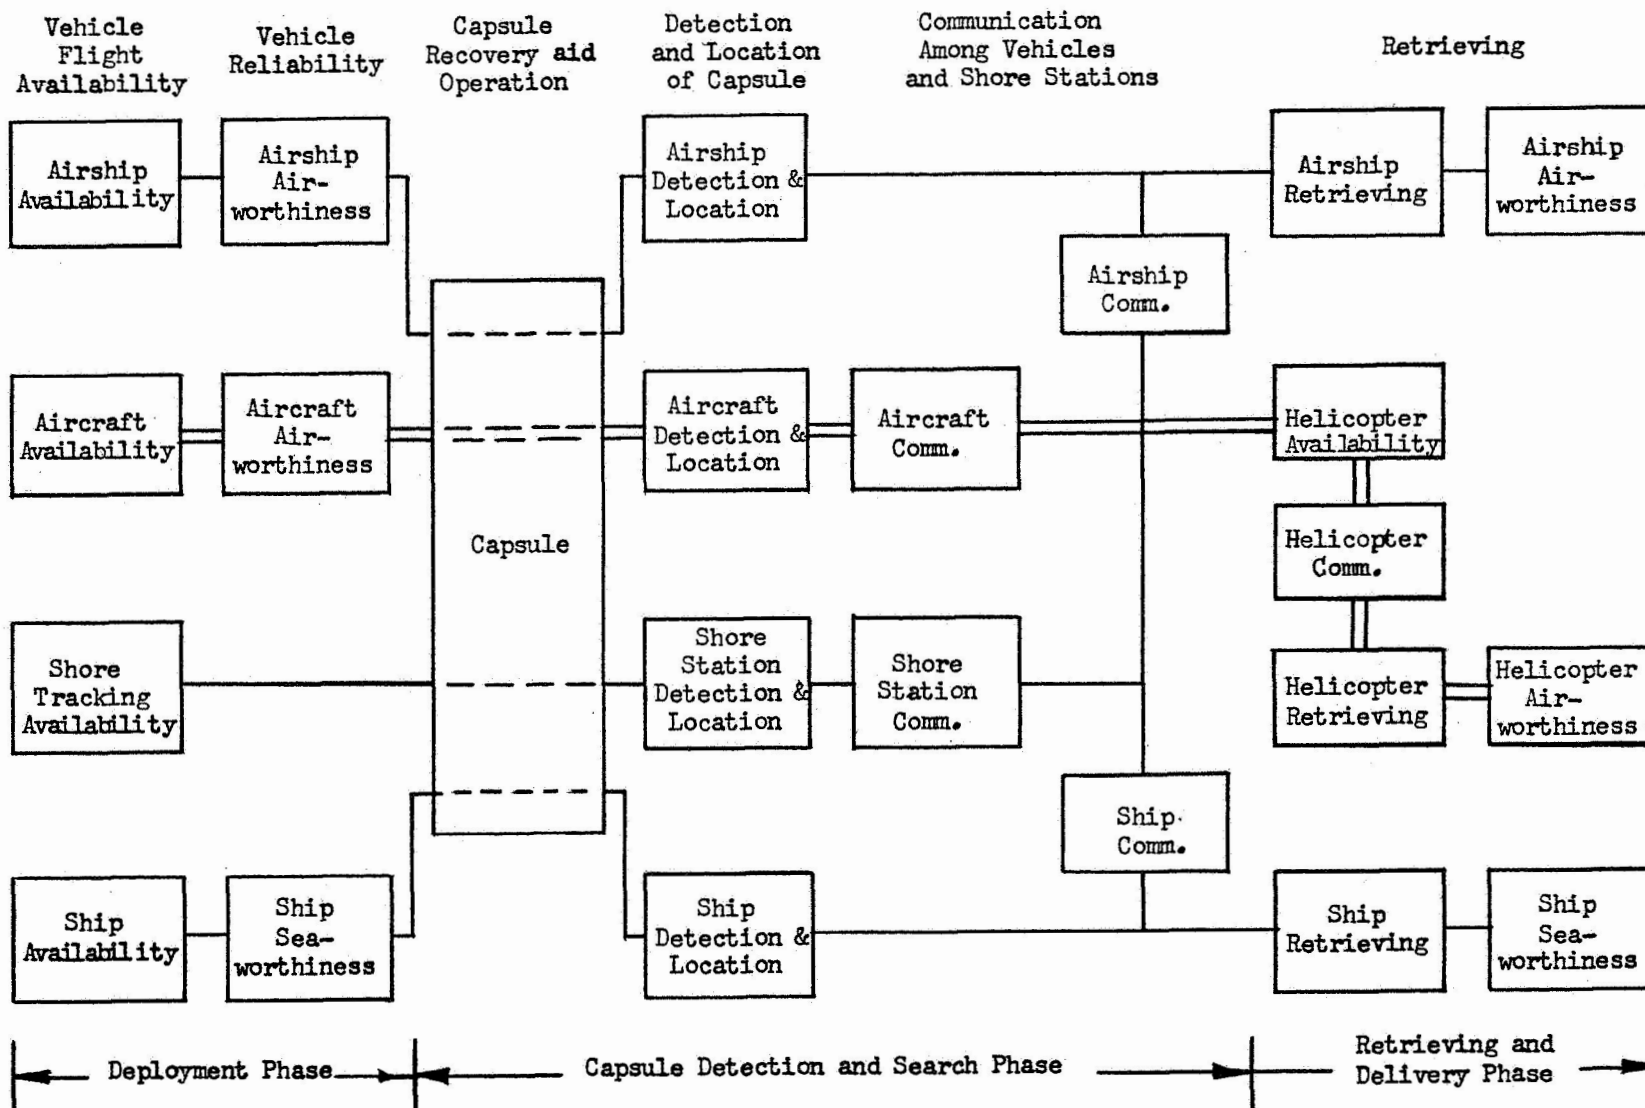 Vehicle
Flight
Availability
Vehicle
Reliability
Capsule
Recovery aid
Operation
Detection
and Location
of Capsule
Communication
Among Vehicles
and Shore Stations
Retrieving
Airship
Availability
Airship
Air-
worthiness
Airship
Detection &
Location
Airship
Comm.
Airship
Retrieving
Airship
Air-
worthiness
Aircraft
Availability
Aircraft
Air-
worthiness
Capsule
Aircraft
Detection &
Location
Aircraft
Comm.
Helicopter
Availability
Helicopter
Comm.
Helicopter
Retrieving
Helicopter
Air-
worthiness
Shore
Tracking
Availability
Shore
Station
Detection &
Location
Shore
Station
Comm.
Ship
Comm.
Ship
Availability
Ship
Sea-
worthiness
Ship
Detection &
Location
Ship
Retrieving
Ship
Sea-
worthiness
Deployment Phase
Capsule Detection and Search Phase
Retrieving and
Delivery Phase